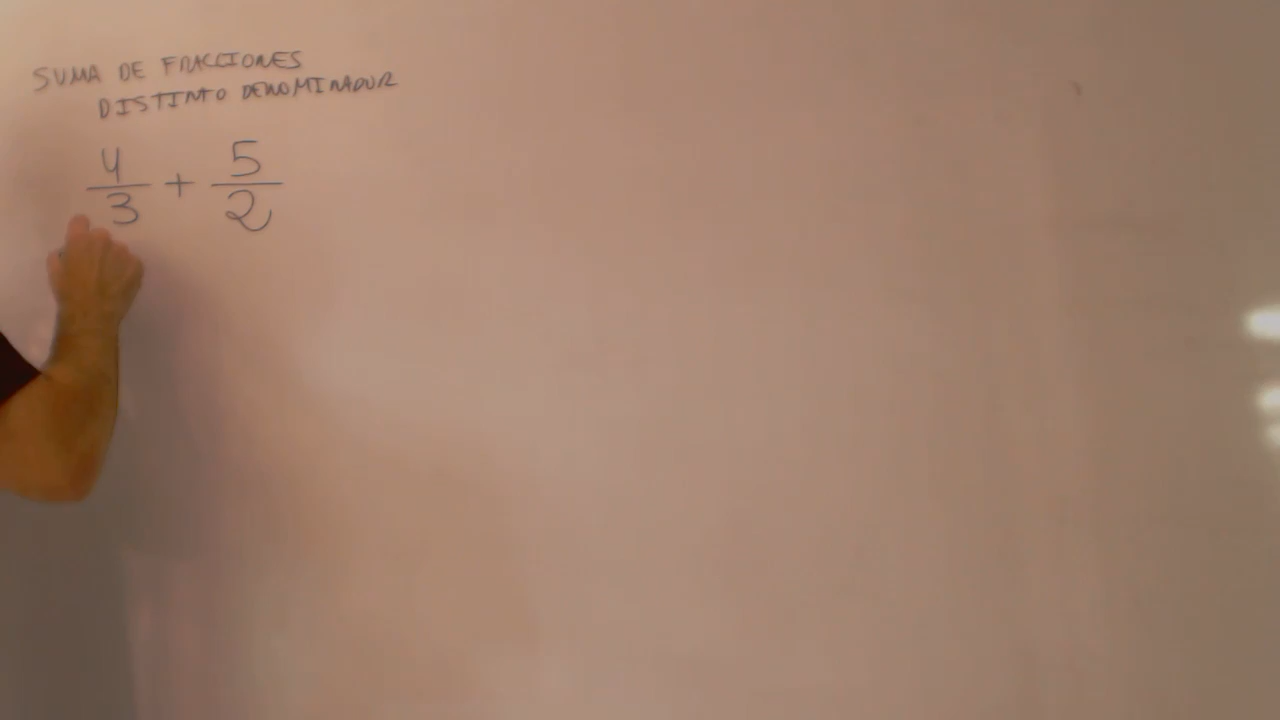 SUMA DE FRACCIONES
DISTINTO DENOMINADOR
4/3 + 5/2